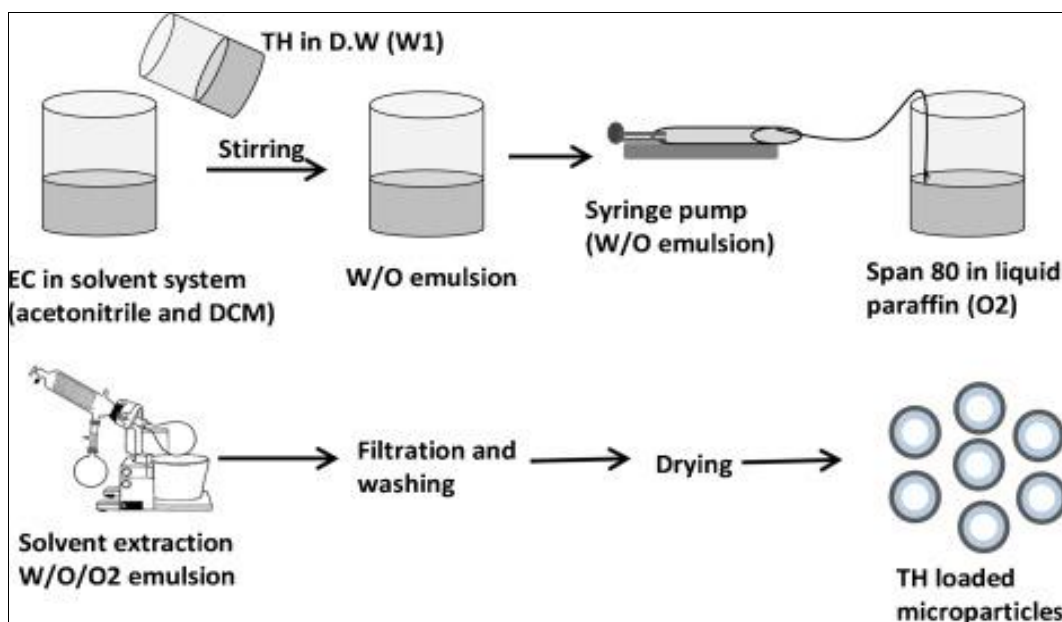 TH in D.W (W1)
Stirring
EC in solvent system
(acetonitrile and DCM)
W/O emulsion
Syringe pump
(W/O emulsion)
Span 80 in liquid
paraffin (O2)
Solvent extraction
W/O/O2 emulsion
Filtration and
washing
Drying
TH loaded
microparticles